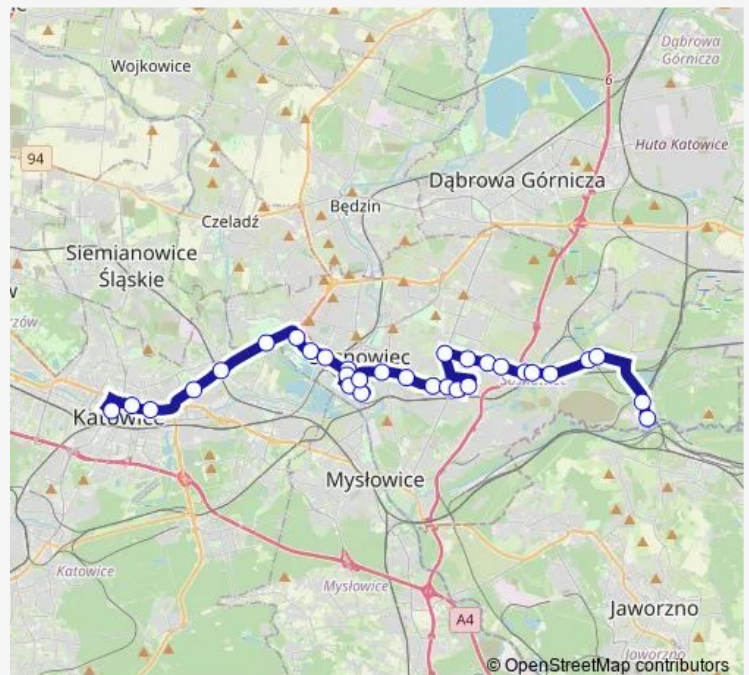 Wojkowice
Dąbrowa
Górnicza
6
Huta Katowice
94
Dąbrowa Górnicza
Będzin
Czeladź
Siemianowice
Śląskie
Katowice
Mysłowice
Katowice
Mysłowice
A4
Jaworzno
Jaworzno
© OpenStreetMap contributors